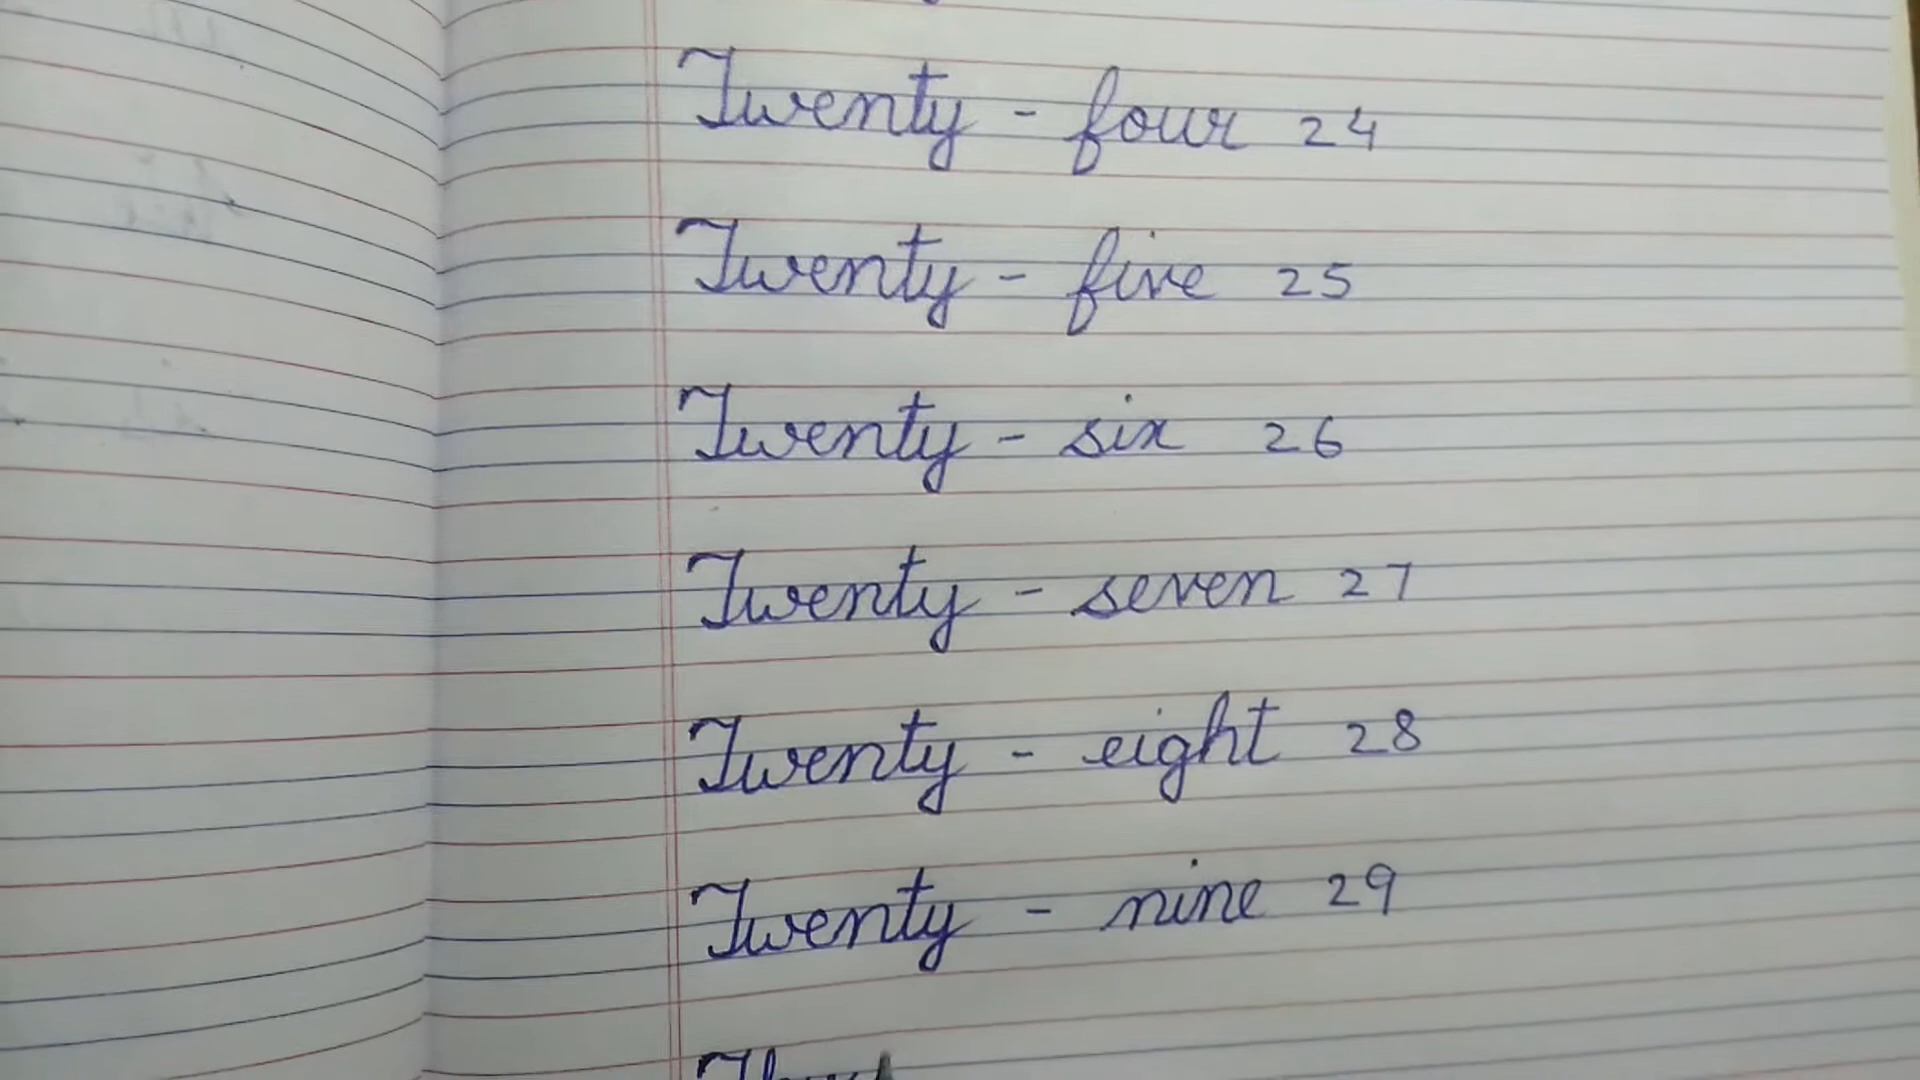 Twenty - four 24
Twenty - five 25
Twenty - six 26
Twenty - seven 27
Twenty - eight 28
Twenty - nine 29